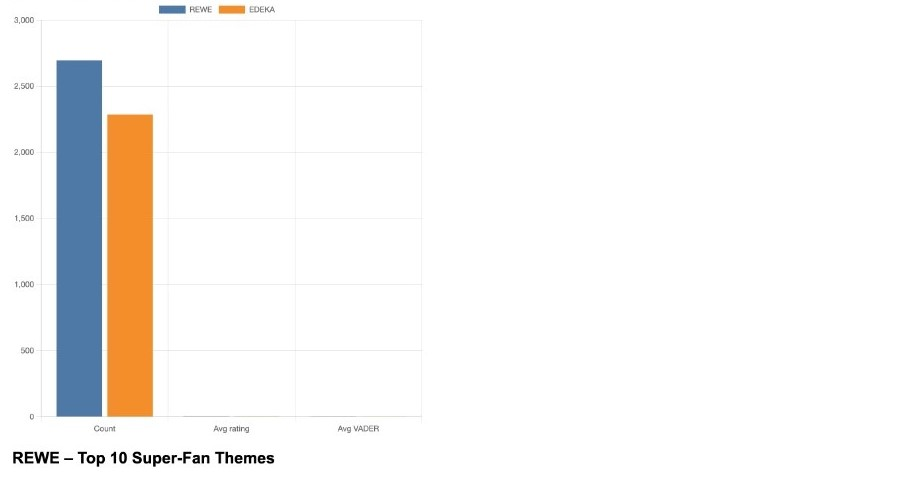 REWE EDEKA
3,000
2,500
2,000
1,500
1,000
500
0
Count Avg rating Avg VADER
REWE – Top 10 Super-Fan Themes